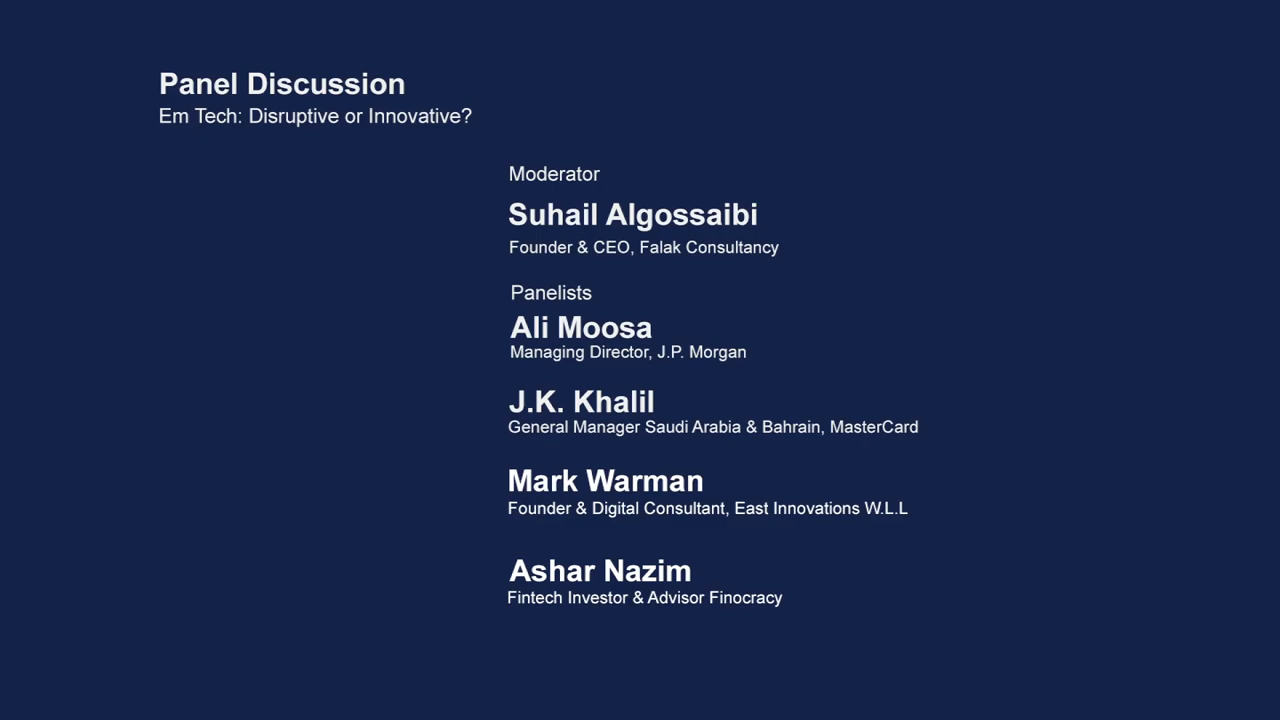 Panel Discussion
Em Tech: Disruptive or Innovative?
Moderator
Suhail Algossaibi
Founder & CEO, Falak Consultancy
Panelists
Ali Moosa
Managing Director, J.P. Morgan
J.K. Khalil
General Manager Saudi Arabia & Bahrain, MasterCard
Mark Warman
Founder & Digital Consultant, East Innovations W.L.L
Ashar Nazim
Fintech Investor & Advisor Finocracy